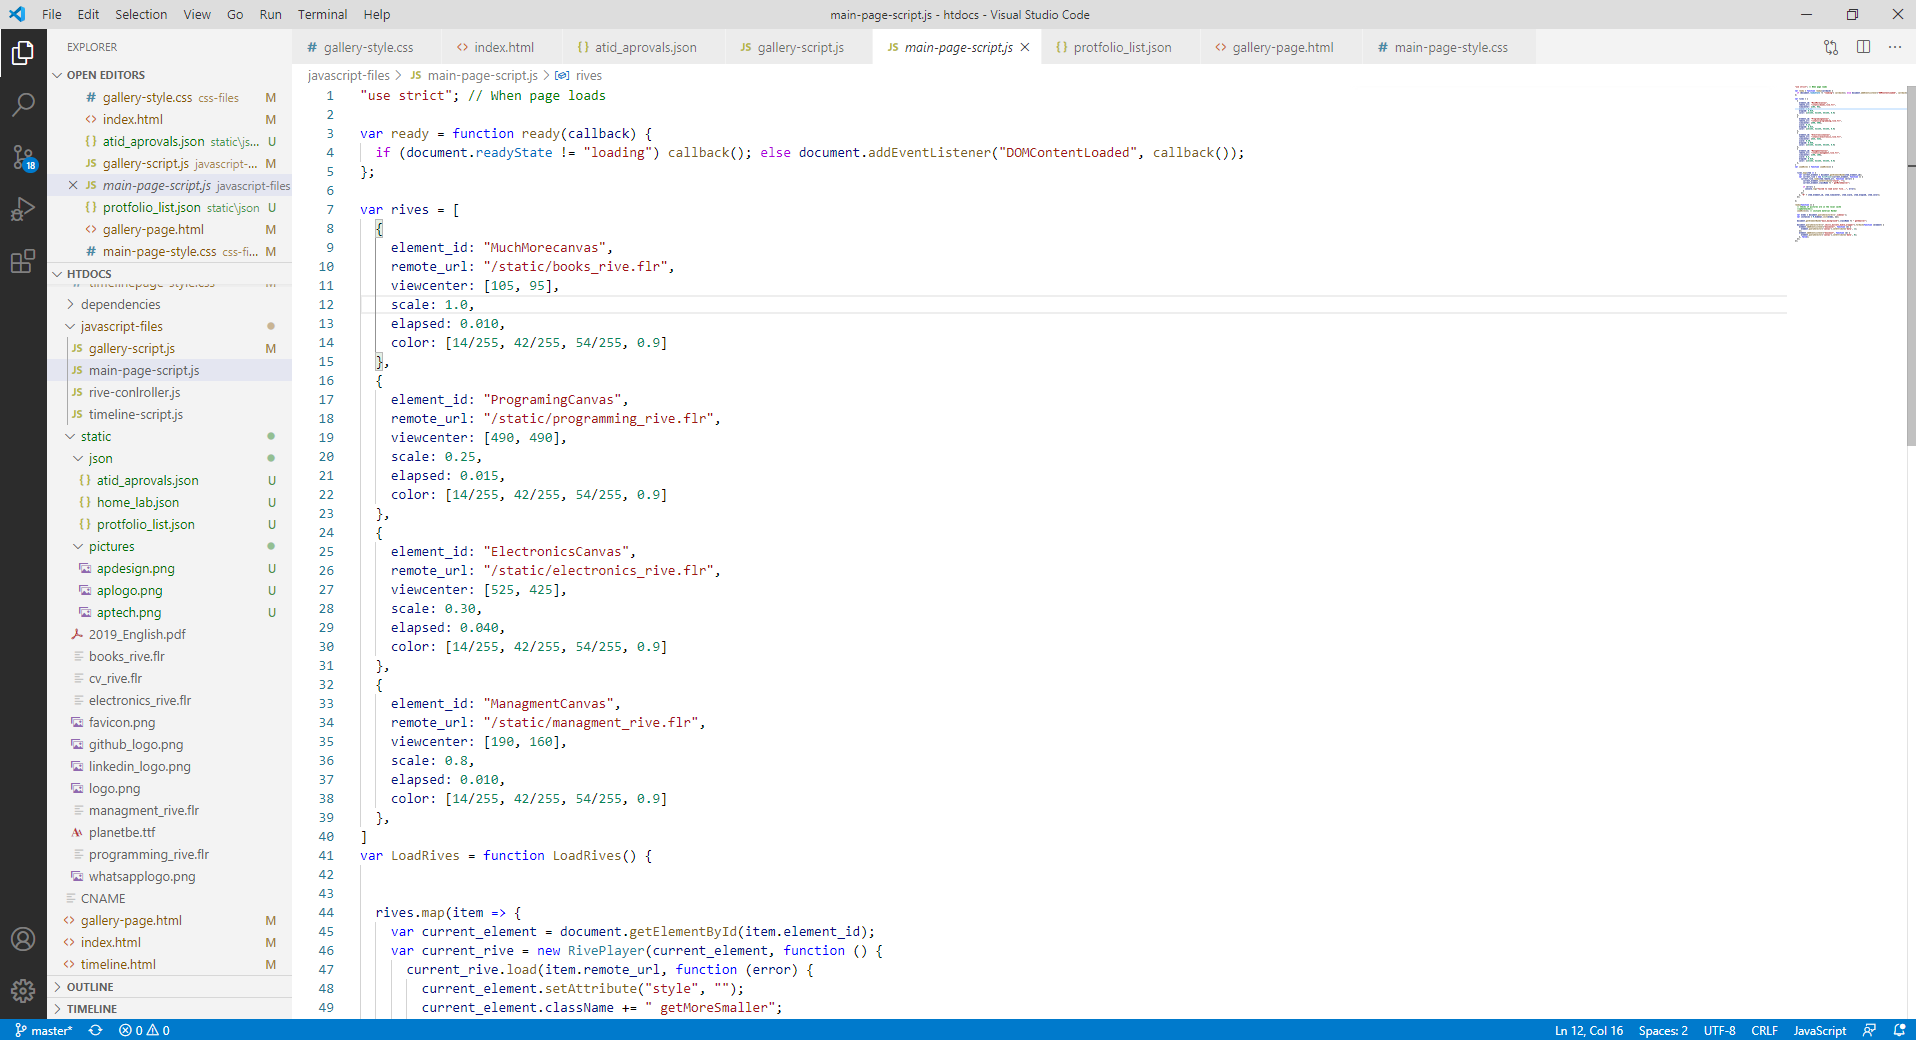 File Edit Selection View Go Run Terminal Help
main-page-script.js - htdocs - Visual Studio Code
EXPLORER
OPEN EDITORS
# gallery-style.css css-files M
<> index.html M
{} atid_aprovals.json static\js... U
JS gallery-script.js javascript-... M
JS main-page-script.js javascript-files
{} protfolio_list.json static\json U
<> gallery-page.html M
# main-page-style.css css-fi... M
HTDOCS
# timelinepage-style.css M
dependencies
javascript-files
JS gallery-script.js M
JS main-page-script.js
JS rive-conlroller.js
JS timeline-script.js
static
json
{} atid_aprovals.json U
{} home_lab.json U
{} protfolio_list.json U
pictures
apdesign.png U
aplogo.png U
aptech.png U
2019_English.pdf
books_rive.flr
cv_rive.flr
electronics_rive.flr
favicon.png
github_logo.png
linkedin_logo.png
logo.png
managment_rive.flr
planetbe.ttf
programming_rive.flr
whatsapplogo.png
CNAME
<> gallery-page.html M
<> index.html M
<> timeline.html M
OUTLINE
TIMELINE
18
# gallery-style.css <> index.html {} atid_aprovals.json JS gallery-script.js JS main-page-script.js {} protfolio_list.json <> gallery-page.html # main-page-style.css
javascript-files > JS main-page-script.js > rives
1 "use strict"; // When page loads
2
3 var ready = function ready(callback) {
4 if (document.readyState != "loading") callback(); else document.addEventListener("DOMContentLoaded", callback());
5 };
6
7 var rives = [
8 {
9 element_id: "MuchMorecanvas",
10 remote_url: "/static/books_rive.flr",
11 viewcenter: [105, 95],
12 scale: 1.0,
13 elapsed: 0.010,
14 color: [14/255, 42/255, 54/255, 0.9]
15 },
16 {
17 element_id: "ProgramingCanvas",
18 remote_url: "/static/programming_rive.flr",
19 viewcenter: [490, 490],
20 scale: 0.25,
21 elapsed: 0.015,
22 color: [14/255, 42/255, 54/255, 0.9]
23 },
24 {
25 element_id: "ElectronicsCanvas",
26 remote_url: "/static/electronics_rive.flr",
27 viewcenter: [525, 425],
28 scale: 0.30,
29 elapsed: 0.040,
30 color: [14/255, 42/255, 54/255, 0.9]
31 },
32 {
33 element_id: "ManagmentCanvas",
34 remote_url: "/static/managment_rive.flr",
35 viewcenter: [190, 160],
36 scale: 0.8,
37 elapsed: 0.010,
38 color: [14/255, 42/255, 54/255, 0.9]
39 },
40 ]
41 var LoadRives = function LoadRives() {
42
43
44 rives.map(item => {
45 var current_element = document.getElementById(item.element_id);
46 var current_rive = new RivePlayer(current_element, function () {
47 current_rive.load(item.remote_url, function (error) {
48 current_element.setAttribute("style", "");
49 current_element.className += " getMoreSmaller";
master* 0 0
Ln 12, Col 16 Spaces: 2 UTF-8 CRLF JavaScript